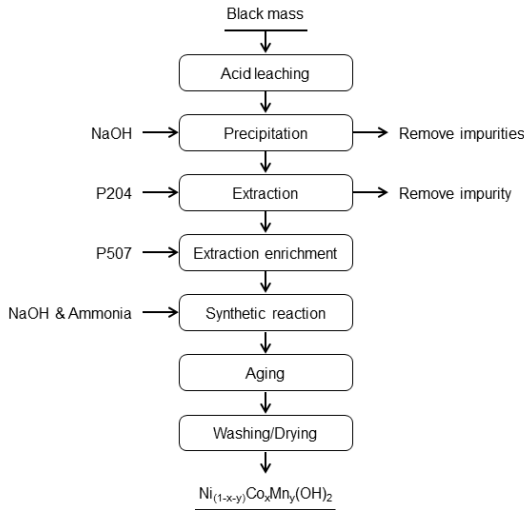 Black mass
Acid leaching
NaOH
Precipitation
Remove impurities
P204
Extraction
Remove impurity
P507
Extraction enrichment
NaOH & Ammonia
Synthetic reaction
Aging
Washing/Drying
Ni(1-x-y)CoxMny(OH)2